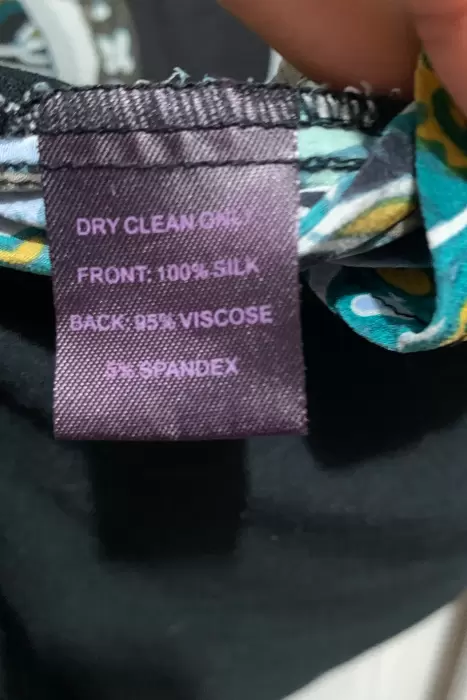 DRY CLEAN ONLY
FRONT: 100% SILK
BACK: 95% VISCOSE
5% SPANDEX